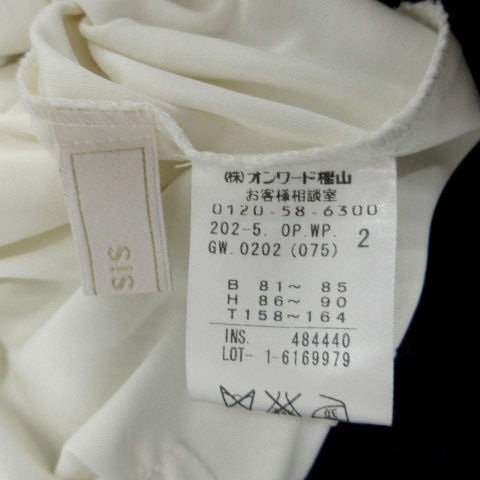 (株)オンワード樫山
お客様相談室
0120-58-6300
202-5. OP.WP.
GW.0202 (075) 2
B 81〜 85
H 86〜 90
T158〜164
INS. 484440
LOT- 1-6169979
sis